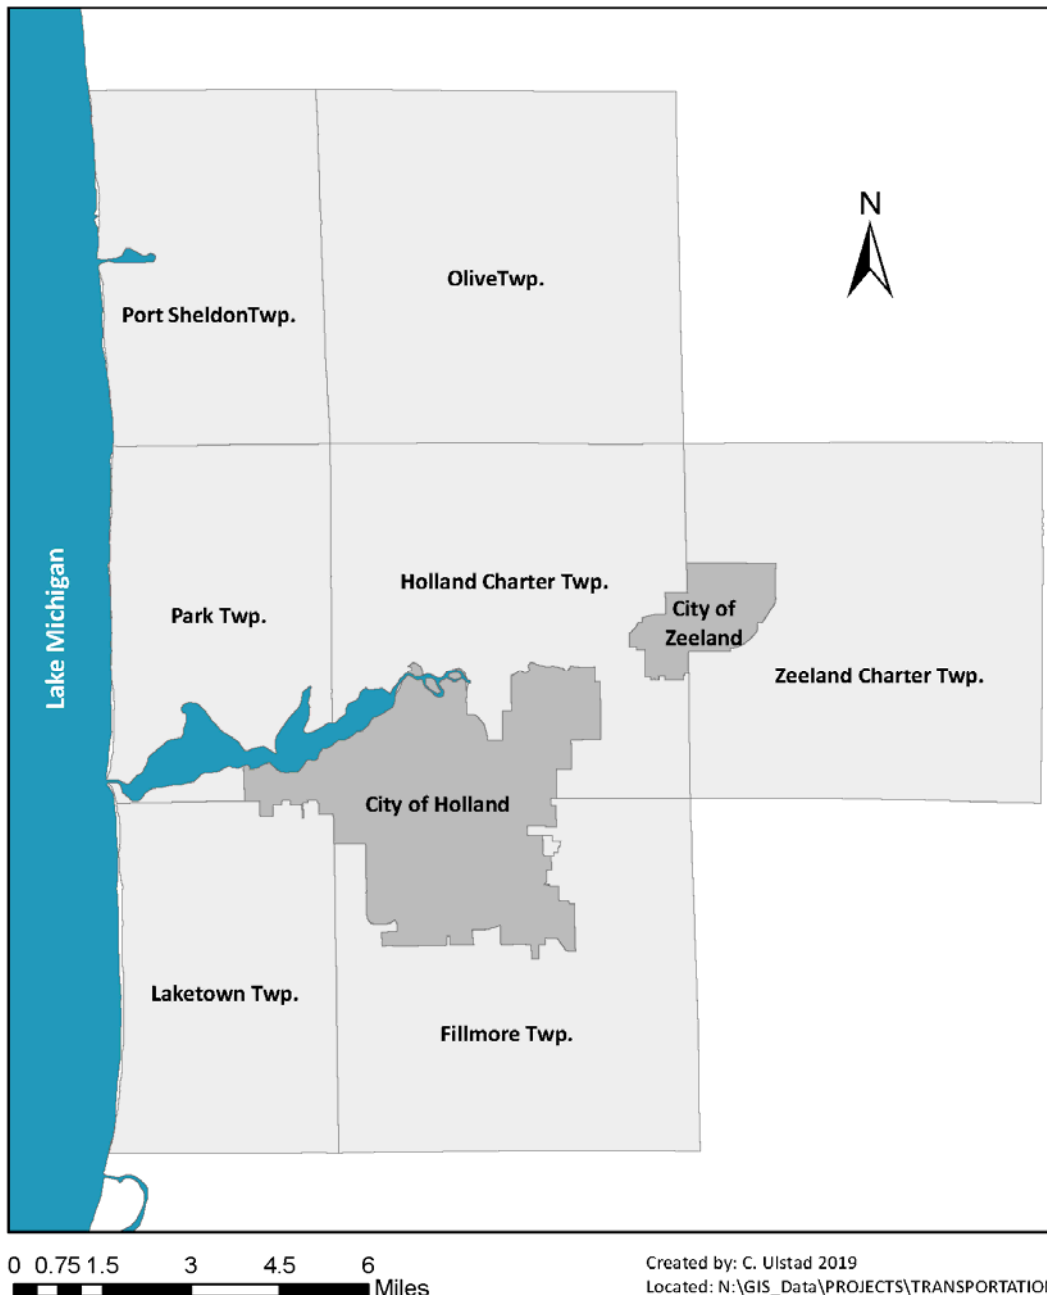 N
OliveTwp.
Port SheldonTwp.
Lake Michigan
Holland Charter Twp.
City of
Zeeland
Park Twp.
Zeeland Charter Twp.
City of Holland
Laketown Twp.
Fillmore Twp.
0 0.75 1.5 3 4.5 6
Miles
Created by: C. Ulstad 2019
Located: N:\GIS_Data\PROJECTS\TRANSPORTATION